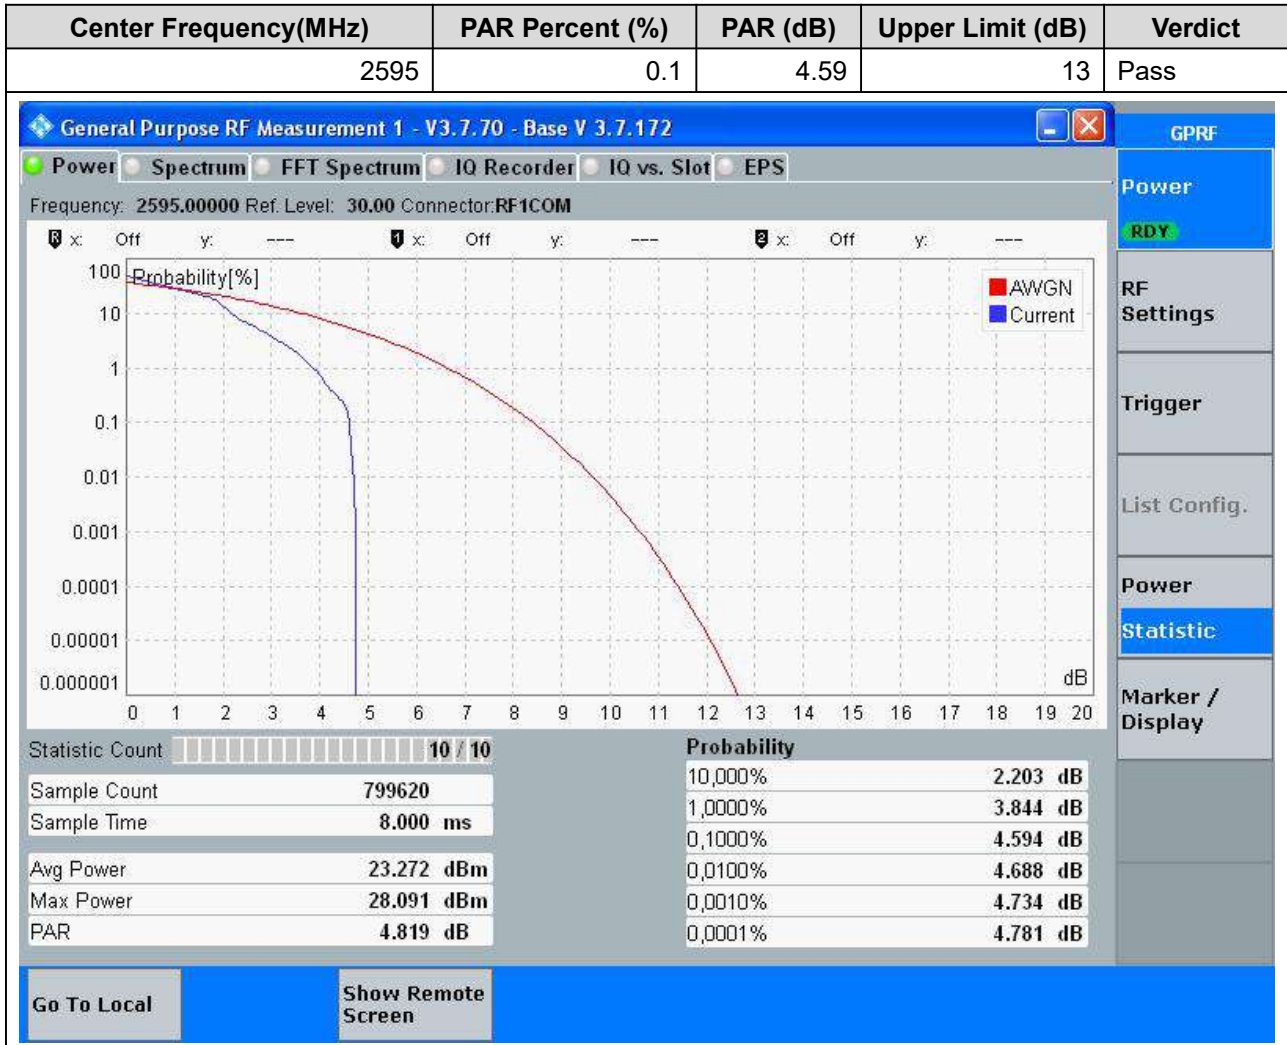 Center Frequency(MHz) PAR Percent (%) PAR (dB) Upper Limit (dB) Verdict
2595 0.1 4.59 13 Pass
General Purpose RF Measurement 1 - V3.7.70 - Base V 3.7.172
GPRF
Power Spectrum FFT Spectrum IQ Recorder IQ vs. Slot EPS
Frequency: 2595.00000 Ref. Level: 30.00 Connector:RF1COM
R x: Off y: --- 1 x: Off y: --- 2 x: Off y: ---
Probability[%]
AWGN
Current
100
10
1
0.1
0.01
0.001
0.0001
0.00001
0.000001
dB
0 1 2 3 4 5 6 7 8 9 10 11 12 13 14 15 16 17 18 19 20
Statistic Count 10 / 10
Sample Count 799620
Sample Time 8.000 ms
Avg Power 23.272 dBm
Max Power 28.091 dBm
PAR 4.819 dB
Probability
10,000% 2.203 dB
1,0000% 3.844 dB
0,1000% 4.594 dB
0,0100% 4.688 dB
0,0010% 4.734 dB
0,0001% 4.781 dB
Power
RDY
RF
Settings
Trigger
List Config.
Power
Statistic
Marker /
Display
Go To Local
Show Remote
Screen